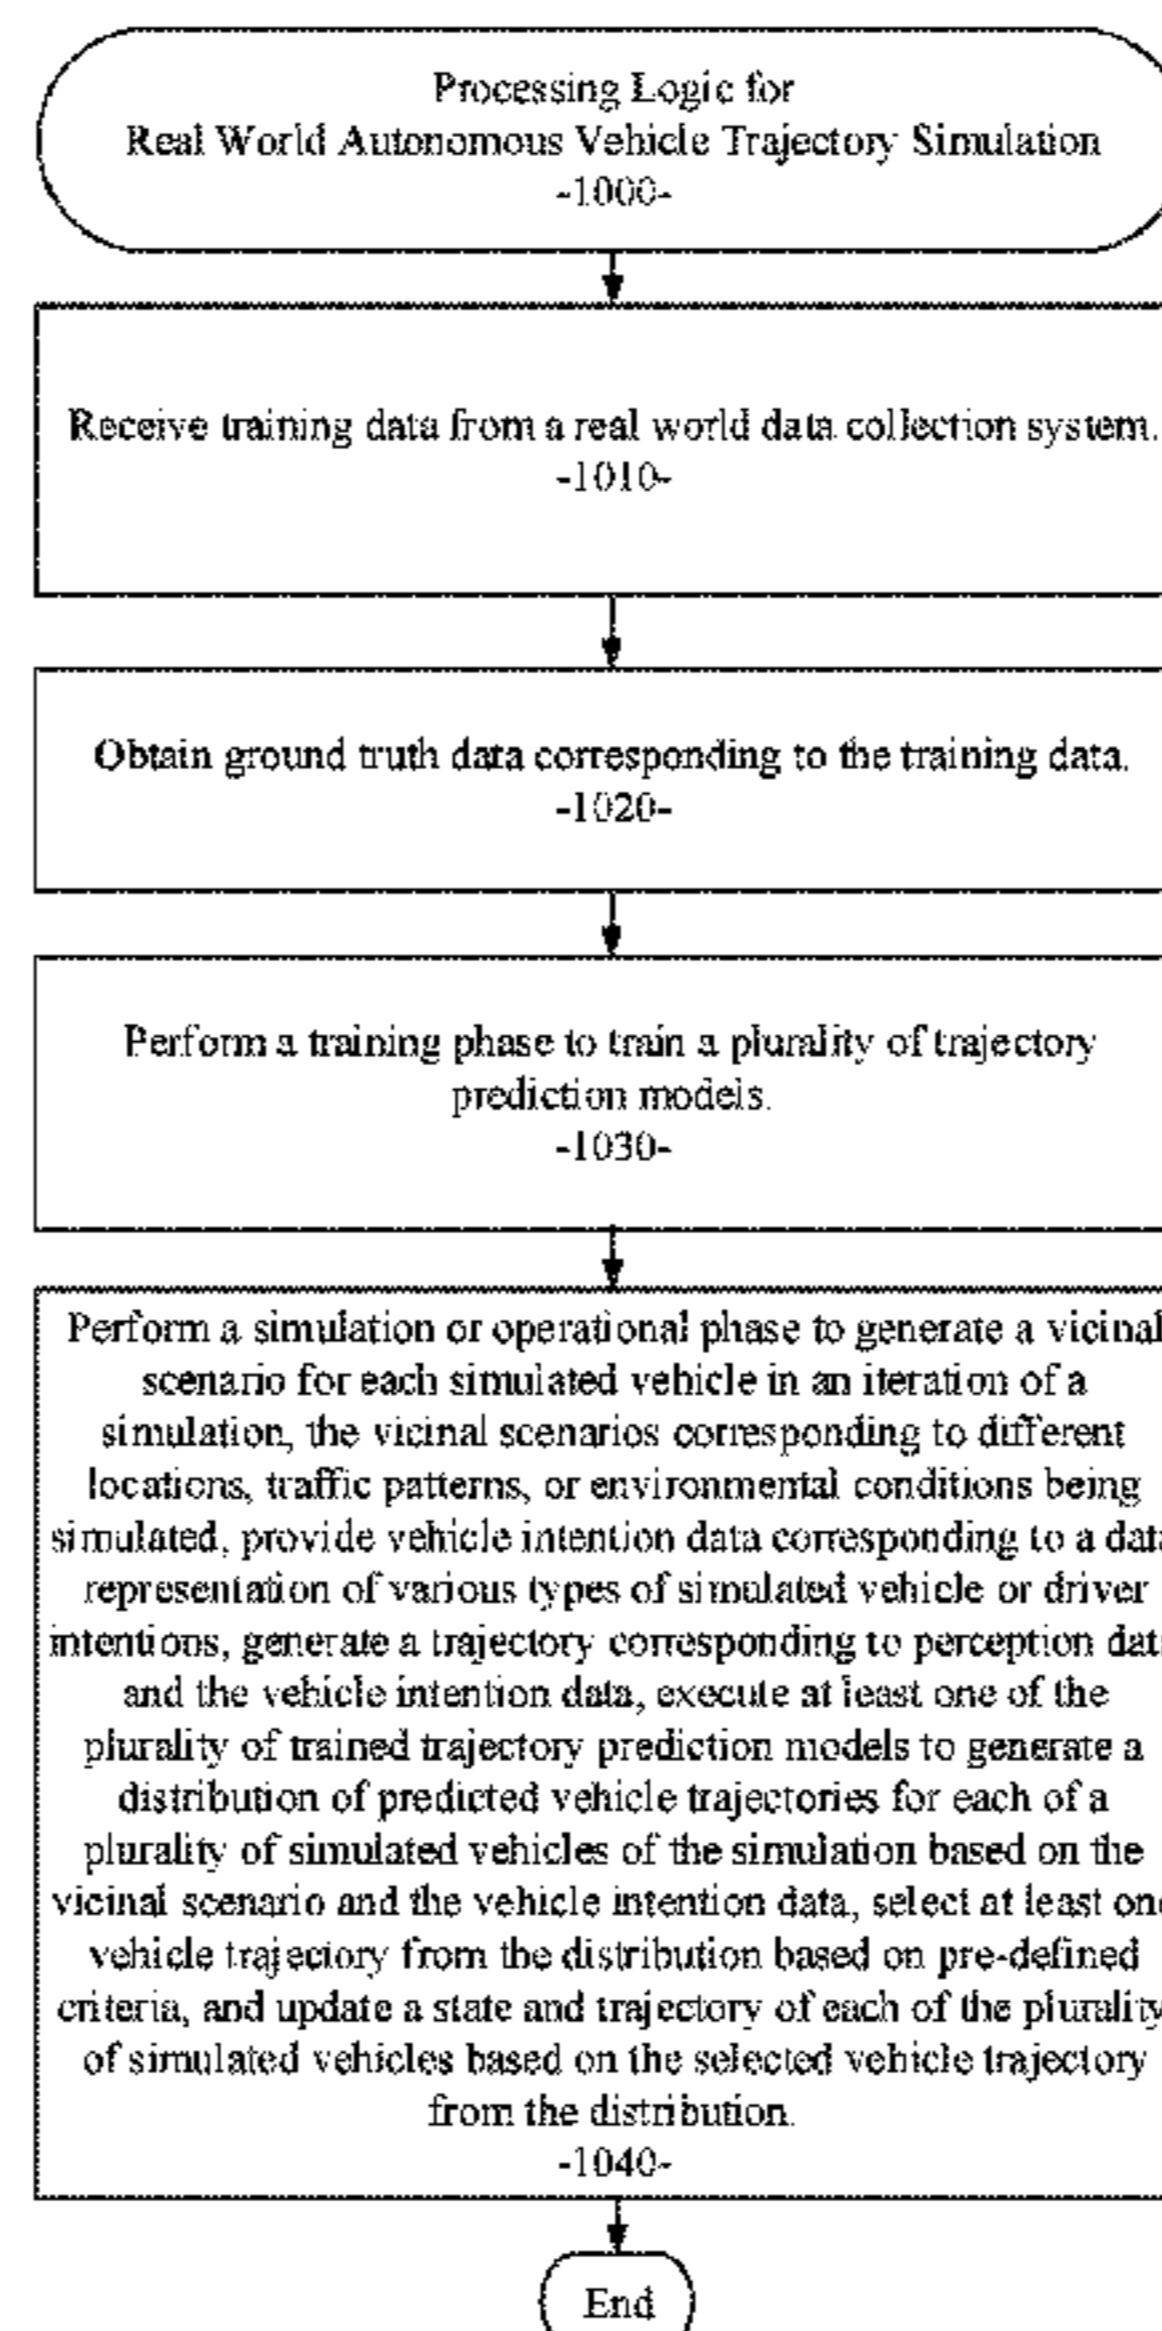 Processing Logic for
Real World Autonomous Vehicle Trajectory Simulation
-1000-
Receive training data from a real world data collection system.
-1010-
Obtain ground truth data corresponding to the training data.
-1020-
Perform a training phase to train a plurality of trajectory
prediction models.
-1030-
Perform a simulation or operational phase to generate a vicinal
scenario for each simulated vehicle in an iteration of a
simulation, the vicinal scenarios corresponding to different
locations, traffic patterns, or environmental conditions being
simulated, provide vehicle intention data corresponding to a data
representation of various types of simulated vehicle or driver
intentions, generate a trajectory corresponding to perception data
and the vehicle intention data, execute at least one of the
plurality of trained trajectory prediction models to generate a
distribution of predicted vehicle trajectories for each of a
plurality of simulated vehicles of the simulation based on the
vicinal scenario and the vehicle intention data, select at least one
vehicle trajectory from the distribution based on pre-defined
criteria, and update a state and trajectory of each of the plurality
of simulated vehicles based on the selected vehicle trajectory
from the distribution.
-1040-
End